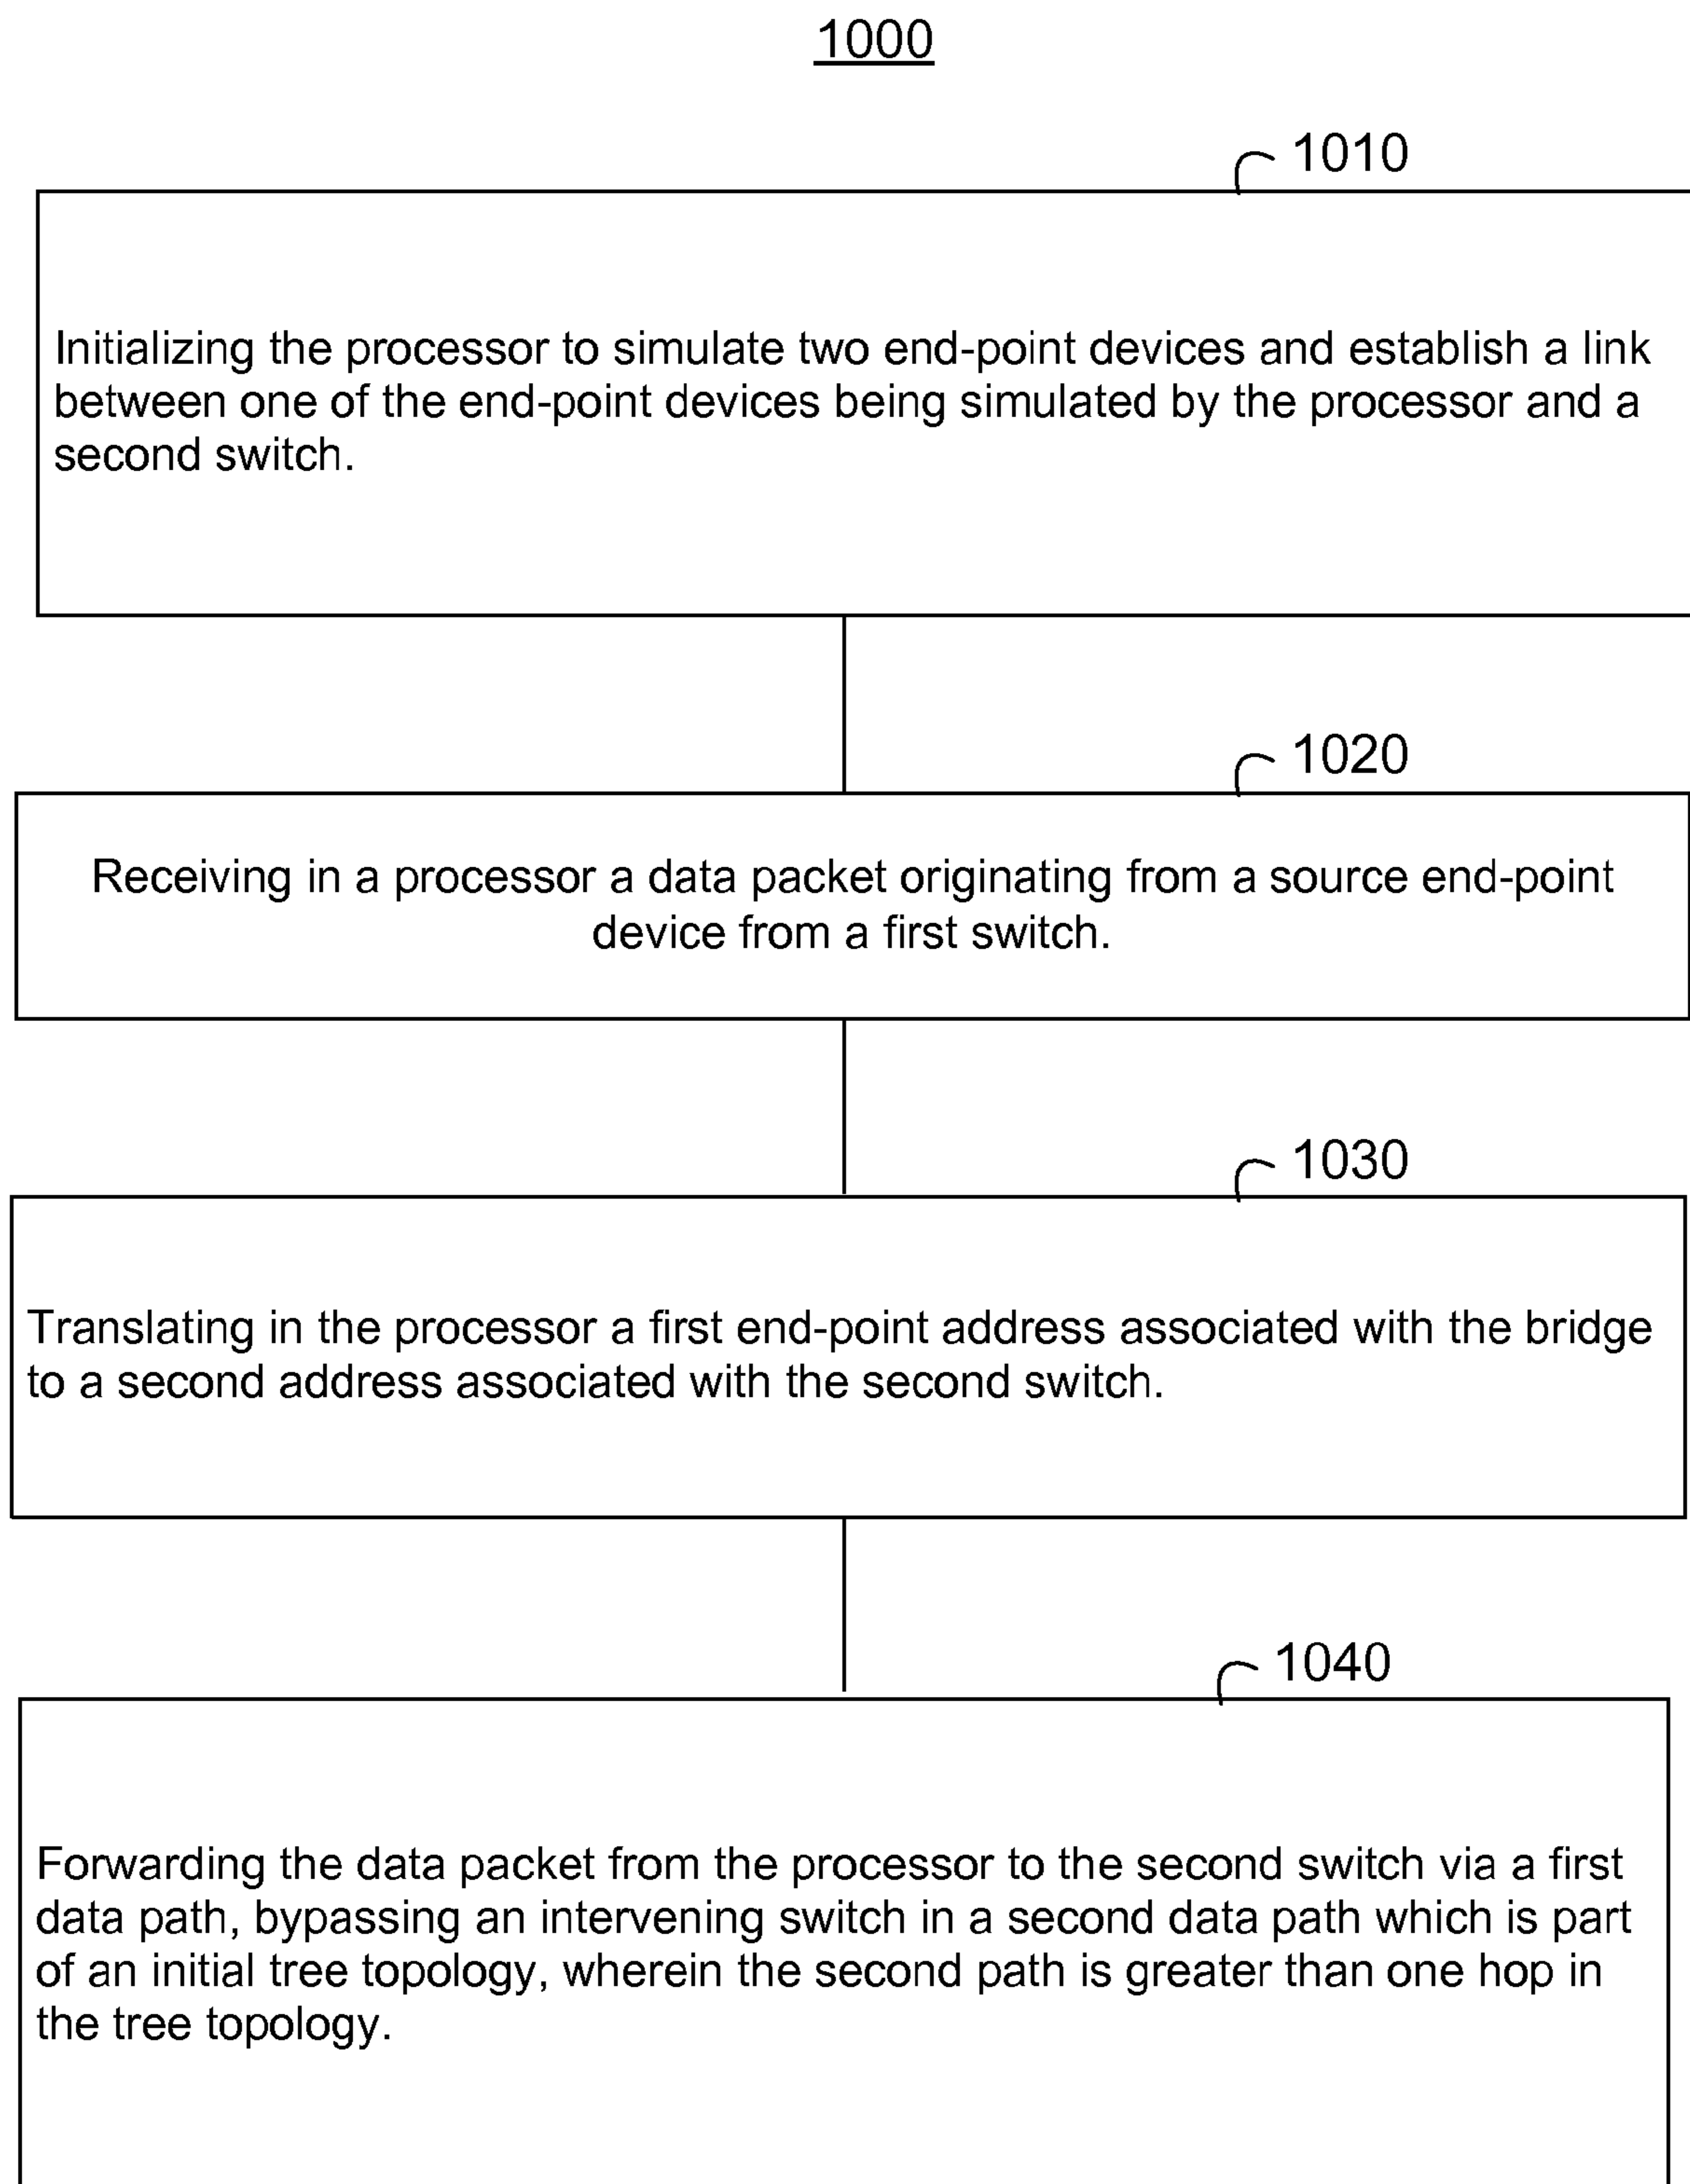 1000
1010
Initializing the processor to simulate two end-point devices and establish a link
between one of the end-point devices being simulated by the processor and a
second switch.
1020
Receiving in a processor a data packet originating from a source end-point
device from a first switch.
1030
Translating in the processor a first end-point address associated with the bridge
to a second address associated with the second switch.
1040
Forwarding the data packet from the processor to the second switch via a first
data path, bypassing an intervening switch in a second data path which is part
of an initial tree topology, wherein the second path is greater than one hop in
the tree topology.